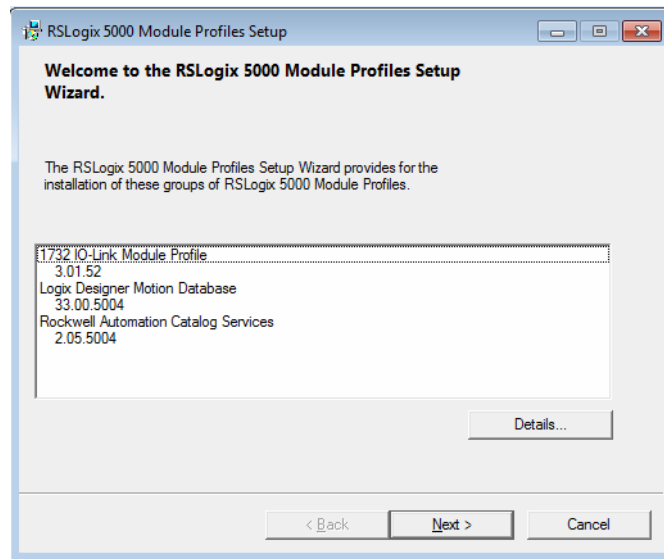 RSLogix 5000 Module Profiles Setup
Welcome to the RSLogix 5000 Module Profiles Setup
Wizard.
The RSLogix 5000 Module Profiles Setup Wizard provides for the
installation of these groups of RSLogix 5000 Module Profiles.
1732 IO-Link Module Profile
3.01.52
Logix Designer Motion Database
33.00.5004
Rockwell Automation Catalog Services
2.05.5004
Details...
< Back
Next >
Cancel